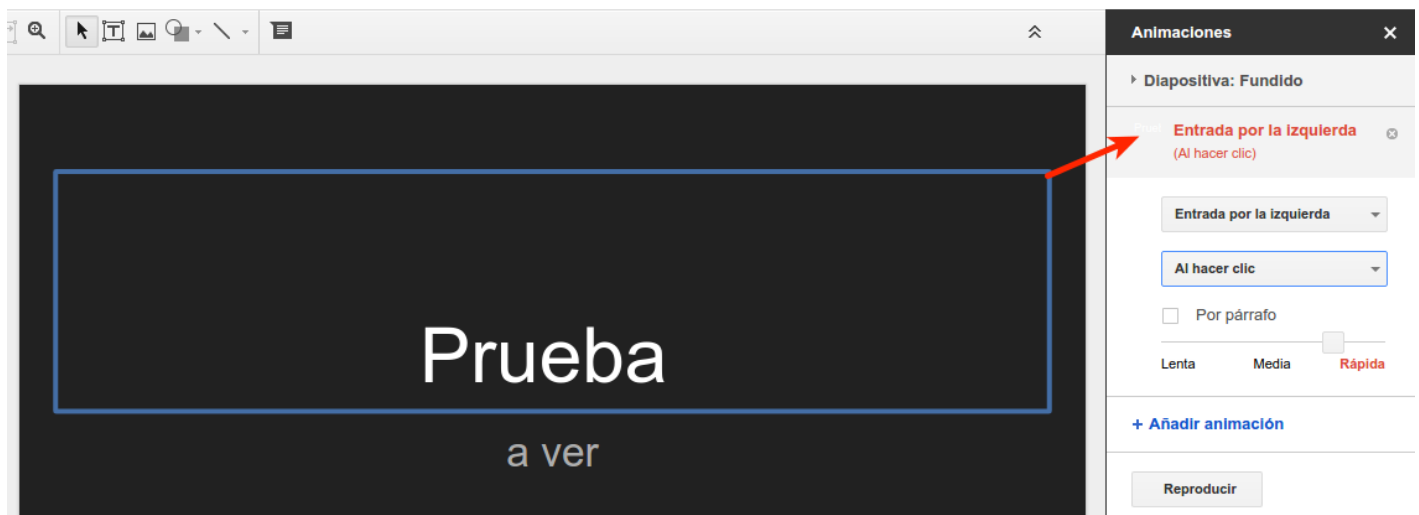 Animaciones
Diapositiva: Fundido
Entrada por la izquierda
(Al hacer clic)
Entrada por la izquierda
Al hacer clic
Por párrafo
Lenta Media Rápida
+ Añadir animación
Reproducir
Prueba
a ver